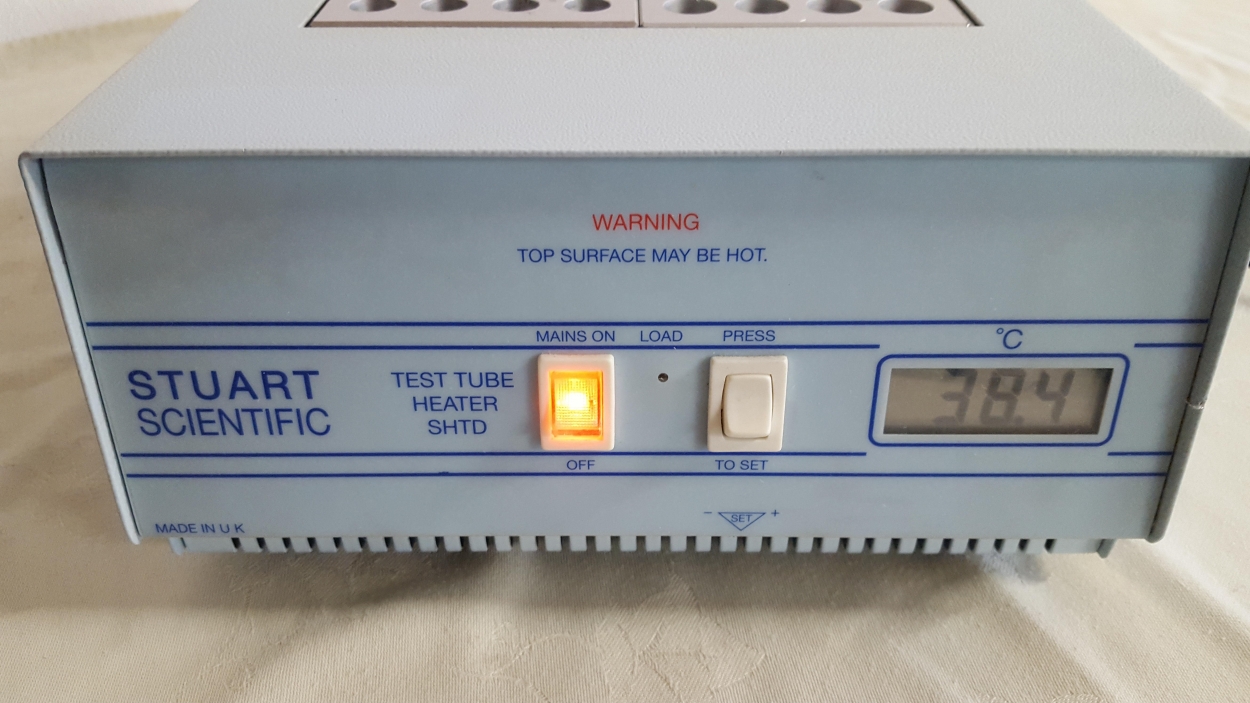 WARNING
TOP SURFACE MAY BE HOT.
MAINS ON LOAD PRESS °C
STUART
SCIENTIFIC
TEST TUBE
HEATER
SHTD
38.4
OFF TO SET
- SET +
MADE IN U K